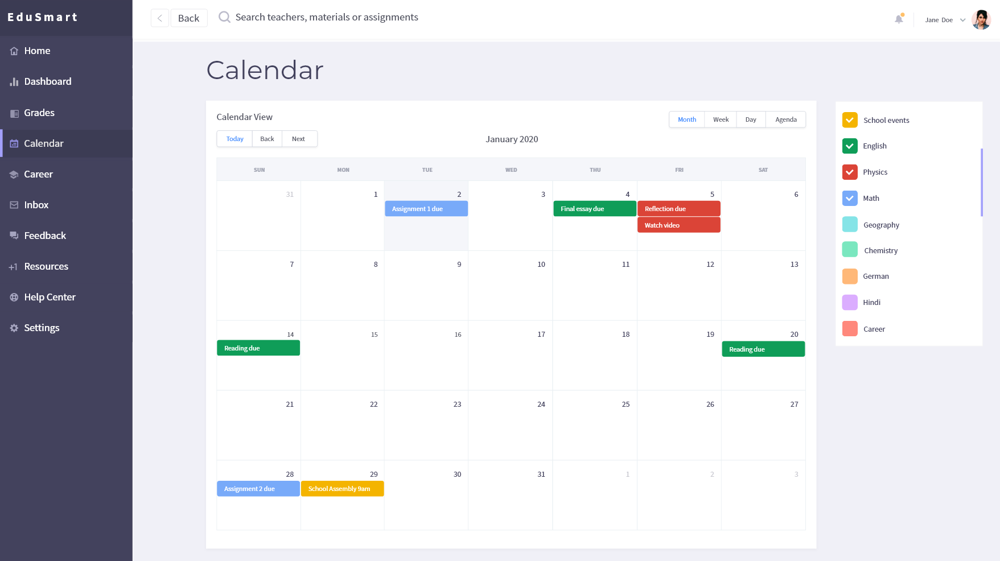 EduSmart
Back
Search teachers, materials or assignments
Jane Doe
Home
Dashboard
Grades
Calendar
Career
Inbox
Feedback
+1 Resources
Help Center
Settings
Calendar
Calendar View
Month Week Day Agenda
Today Back Next
January 2020
SUN MON TUE WED THU FRI SAT
31 1 2 3 4 5 6
Assignment 1 due Final essay due Reflection due
Watch video
7 8 9 10 11 12 13
14 15 16 17 18 19 20
Reading due Reading due
21 22 23 24 25 26 27
28 29 30 31 1 2 3
Assignment 2 due School Assembly 9am
School events
English
Physics
Math
Geography
Chemistry
German
Hindi
Career